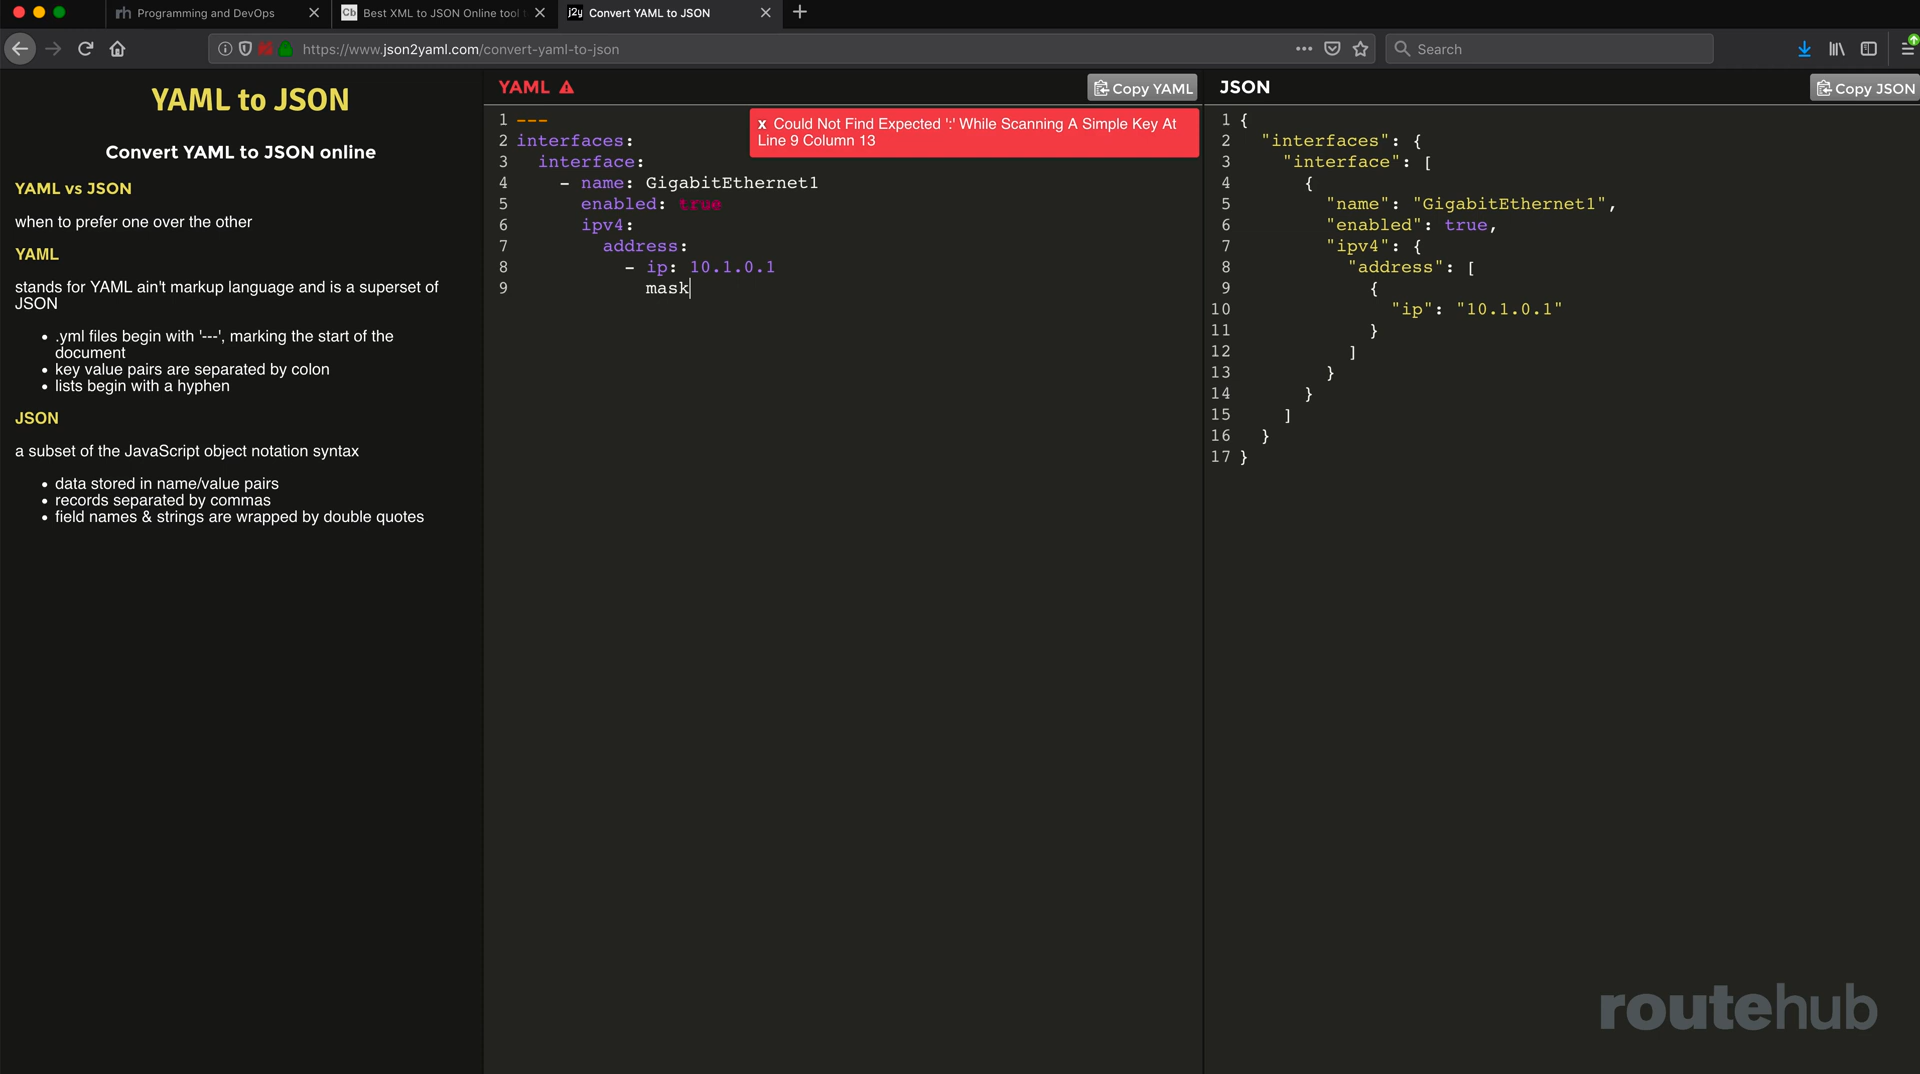 Programming and DevOps
Cb Best XML to JSON Online tool t
j2y Convert YAML to JSON
https://www.json2yaml.com/convert-yaml-to-json
Search
YAML to JSON
Convert YAML to JSON online
YAML vs JSON
when to prefer one over the other
YAML
stands for YAML ain't markup language and is a superset of
JSON
.yml files begin with '---', marking the start of the
document
key value pairs are separated by colon
lists begin with a hyphen
JSON
a subset of the JavaScript object notation syntax
data stored in name/value pairs
records separated by commas
field names & strings are wrapped by double quotes
YAML
Copy YAML
x Could Not Find Expected ':' While Scanning A Simple Key At
Line 9 Column 13
1 ---
2 interfaces:
3   interface:
4     - name: GigabitEthernet1
5       enabled: true
6       ipv4:
7         address:
8           - ip: 10.1.0.1
9             mask
JSON
Copy JSON
1 {
2   "interfaces": {
3     "interface": [
4       {
5         "name": "GigabitEthernet1",
6         "enabled": true,
7         "ipv4": {
8           "address": [
9             {
10               "ip": "10.1.0.1"
11             }
12           ]
13         }
14       }
15     ]
16   }
17 }
routehub